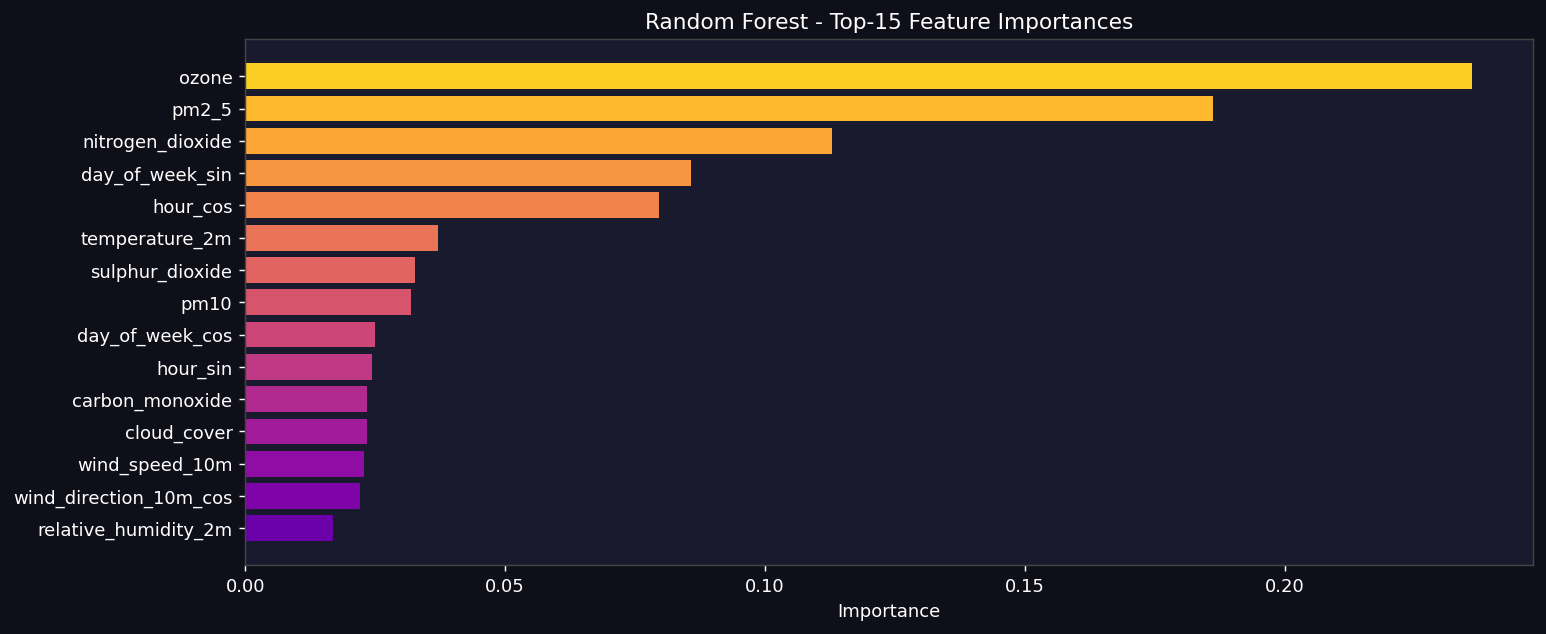 Random Forest - Top-15 Feature Importances
ozone
pm2_5
nitrogen_dioxide
day_of_week_sin
hour_cos
temperature_2m
sulphur_dioxide
pm10
day_of_week_cos
hour_sin
carbon_monoxide
cloud_cover
wind_speed_10m
wind_direction_10m_cos
relative_humidity_2m
0.00 0.05 0.10 0.15 0.20
Importance